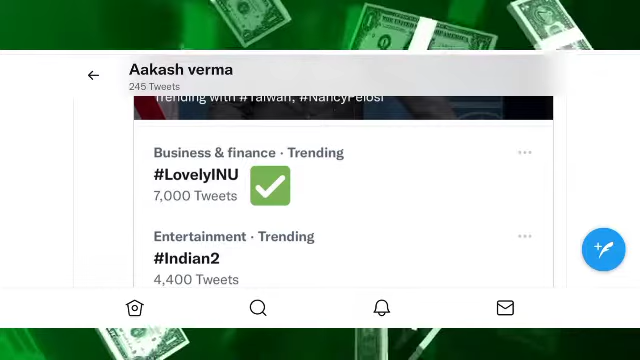 Aakash verma
245 Tweets
Trending with #Taiwan, #NancyPelosi
Business & finance · Trending
#LovelyINU
7,000 Tweets
Entertainment · Trending
#Indian2
4,400 Tweets